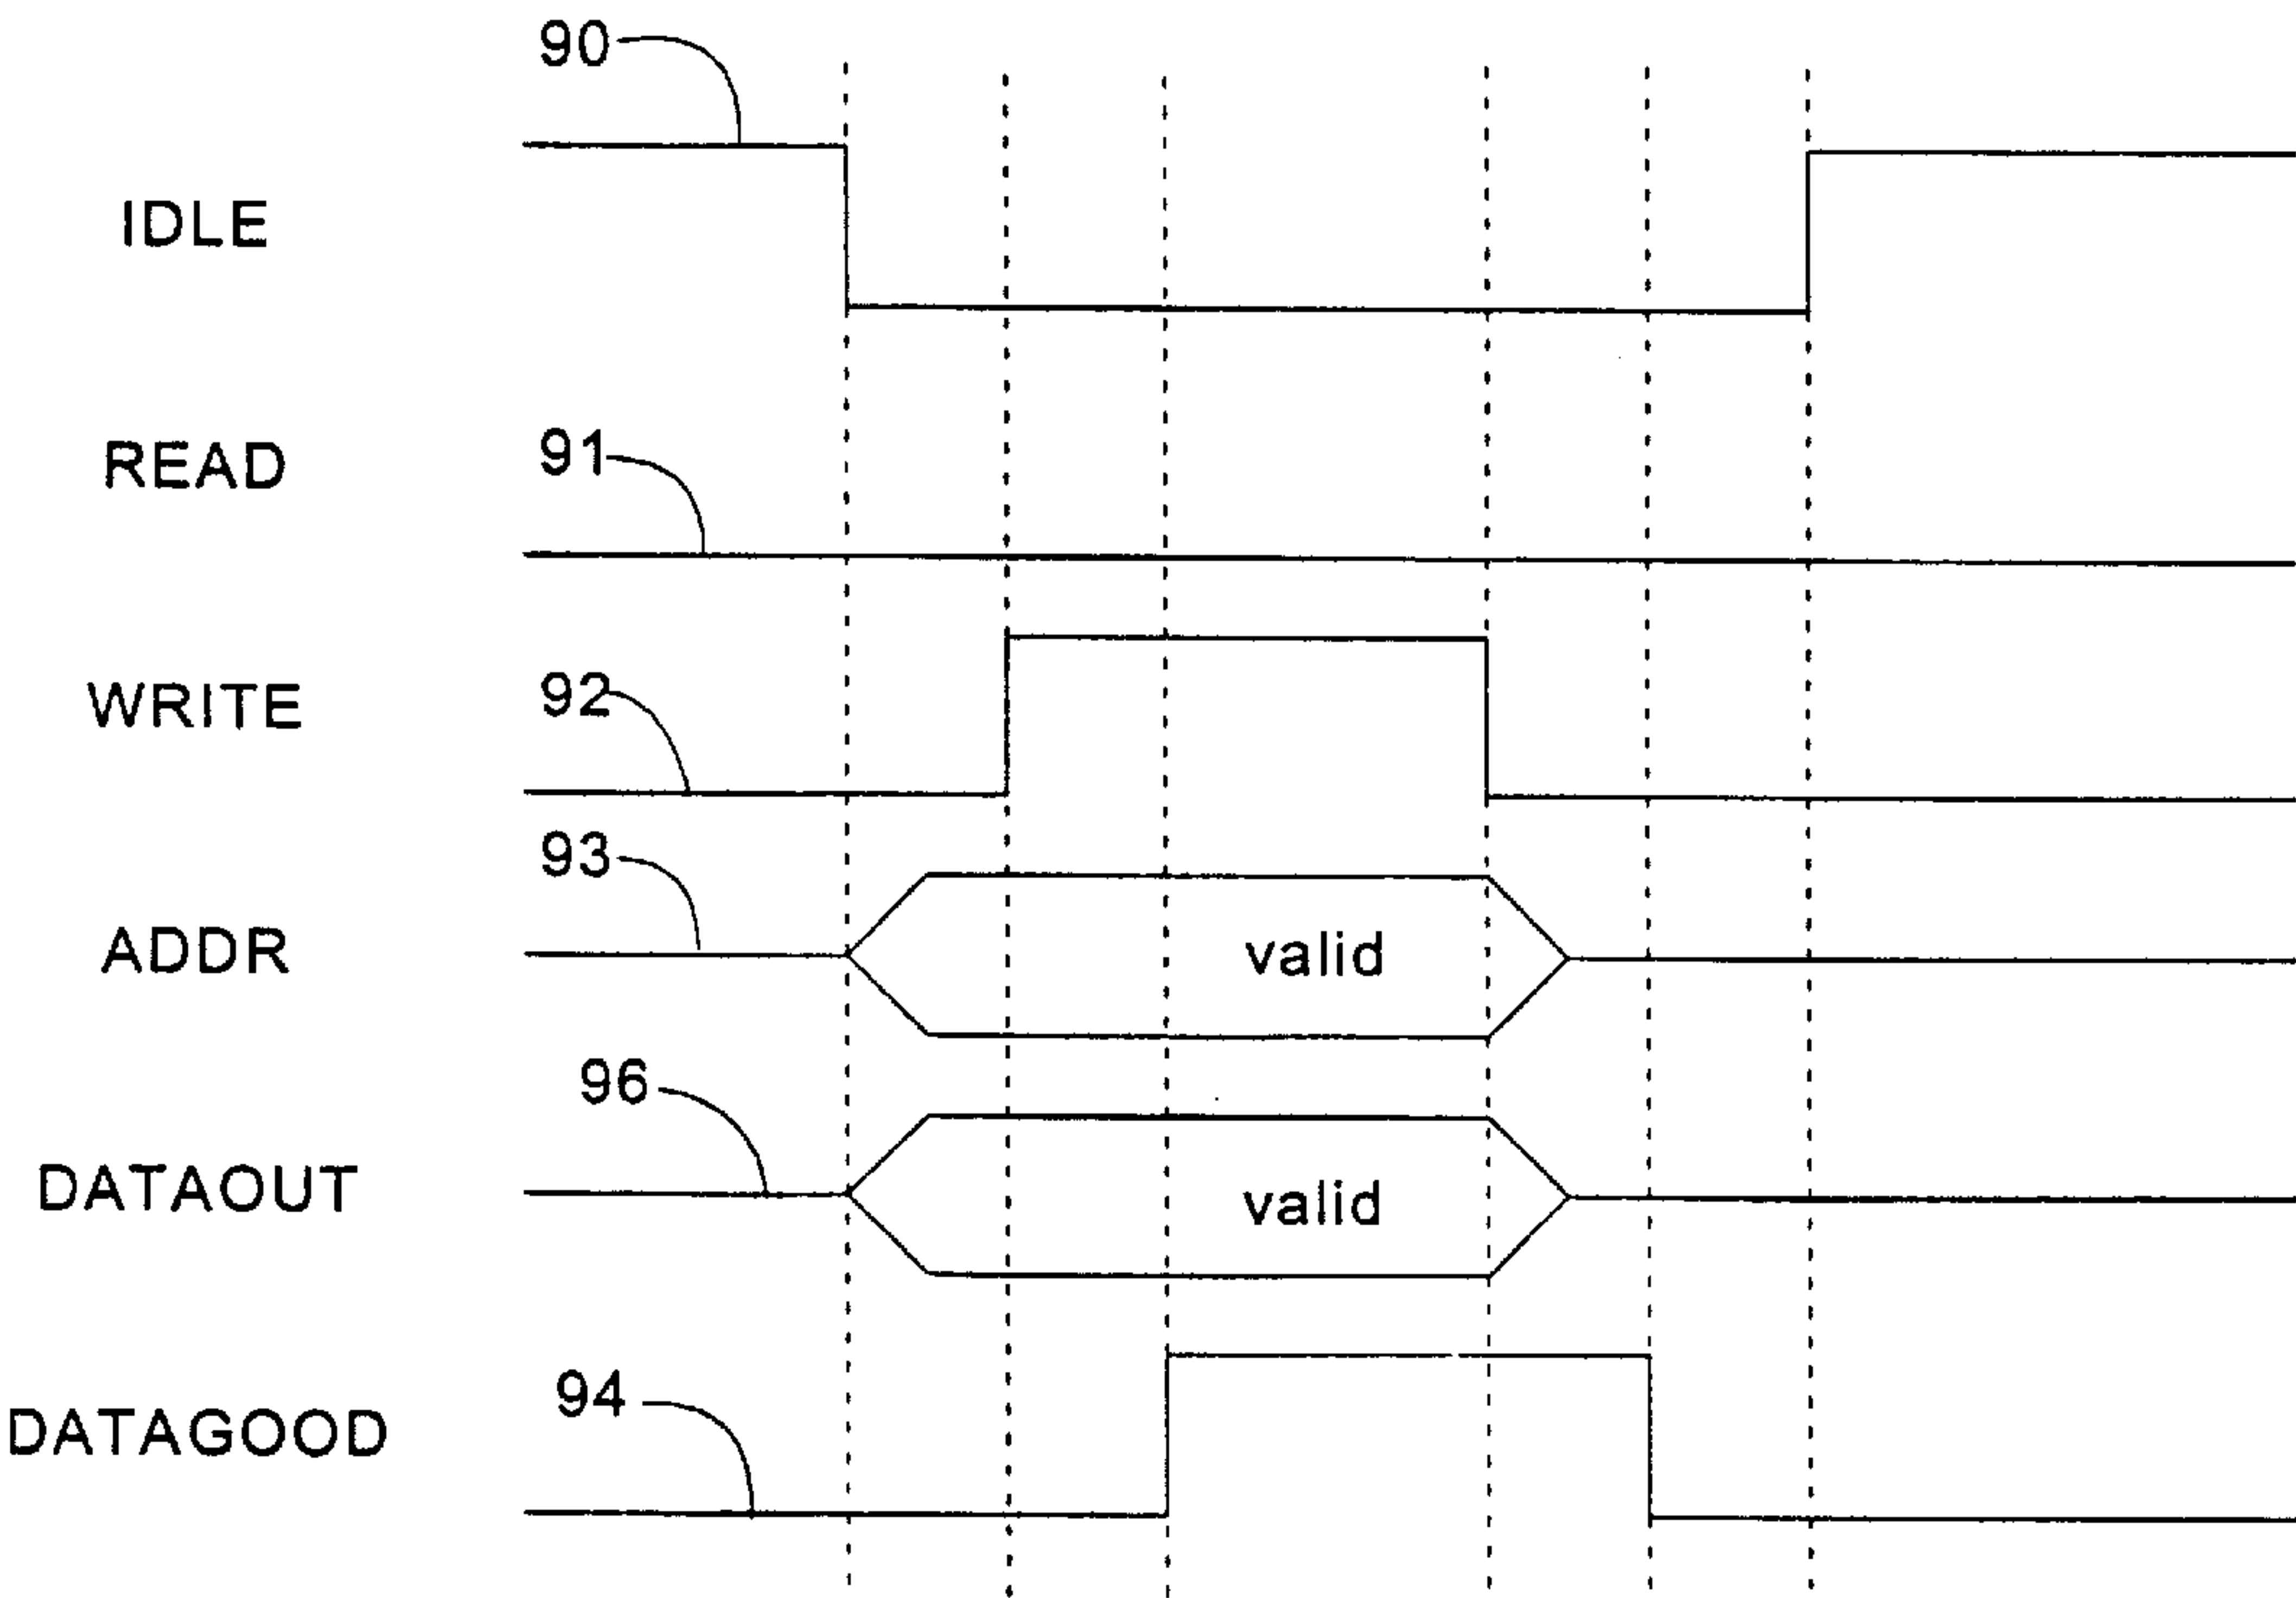 90
IDLE
READ 91
WRITE 92
93
ADDR valid
96
DATAOUT valid
94
DATAGOOD